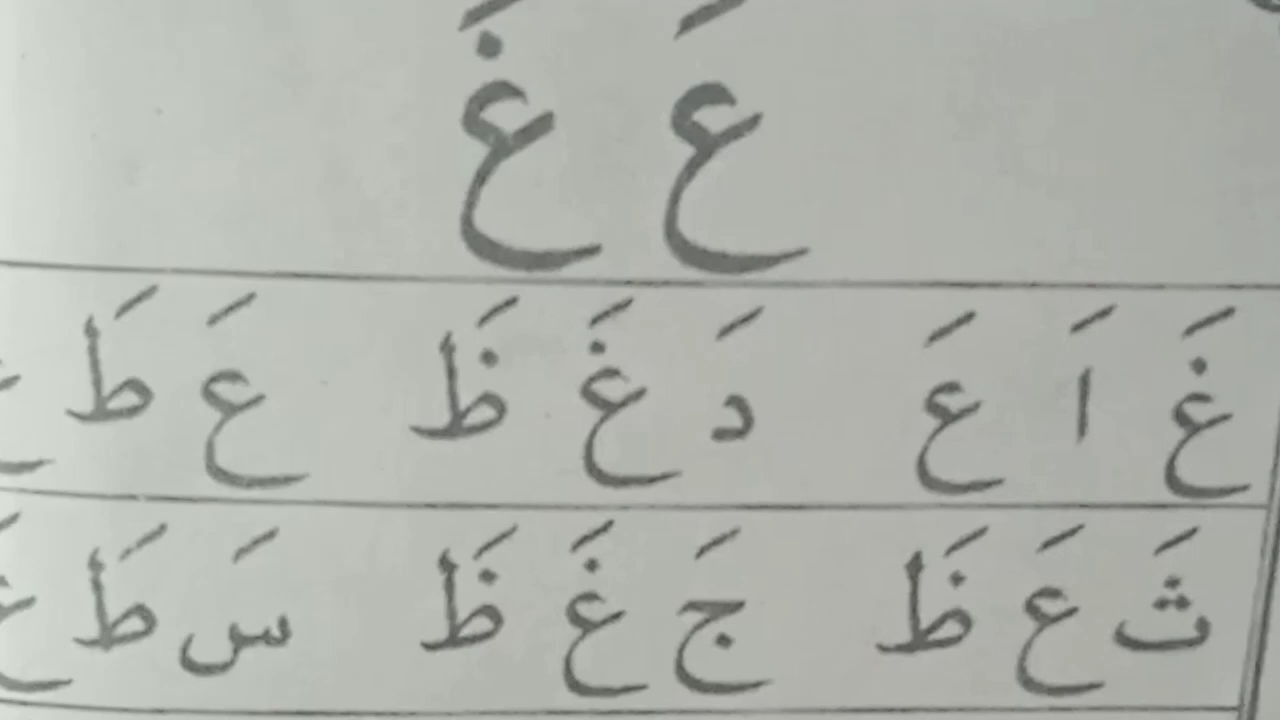 عَ غَ
غَ اَ عَ دَ غَ ظَ عَ طَ
ثَ عَ ظَ جَ غَ ظَ سَ طَ